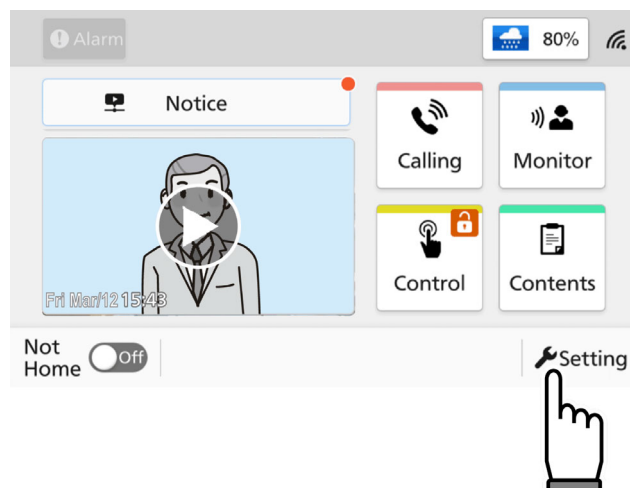 Alarm
80%
Notice
Calling
Monitor
Fri Mar/12 15:43
Control
Contents
Not
Home
Off
Setting